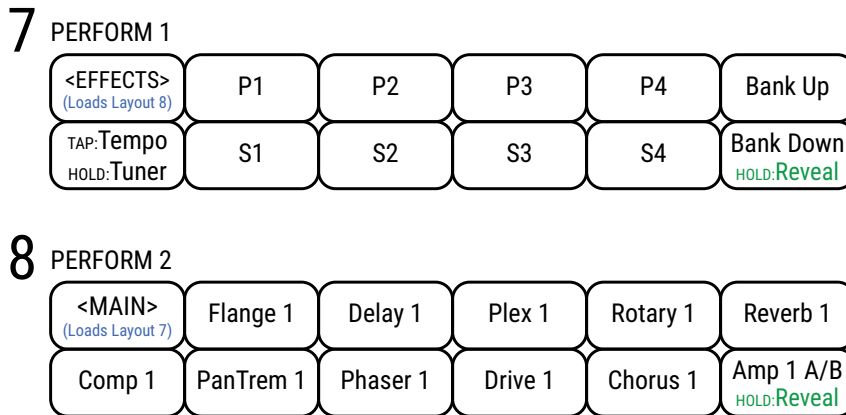 7 PERFORM 1
<EFFECTS>
(Loads Layout 8)
P1
P2
P3
P4
Bank Up
TAP:Tempo
HOLD:Tuner
S1
S2
S3
S4
Bank Down
HOLD:Reveal
8 PERFORM 2
<MAIN>
(Loads Layout 7)
Flange 1
Delay 1
Plex 1
Rotary 1
Reverb 1
Comp 1
PanTrem 1
Phaser 1
Drive 1
Chorus 1
Amp 1 A/B
HOLD:Reveal